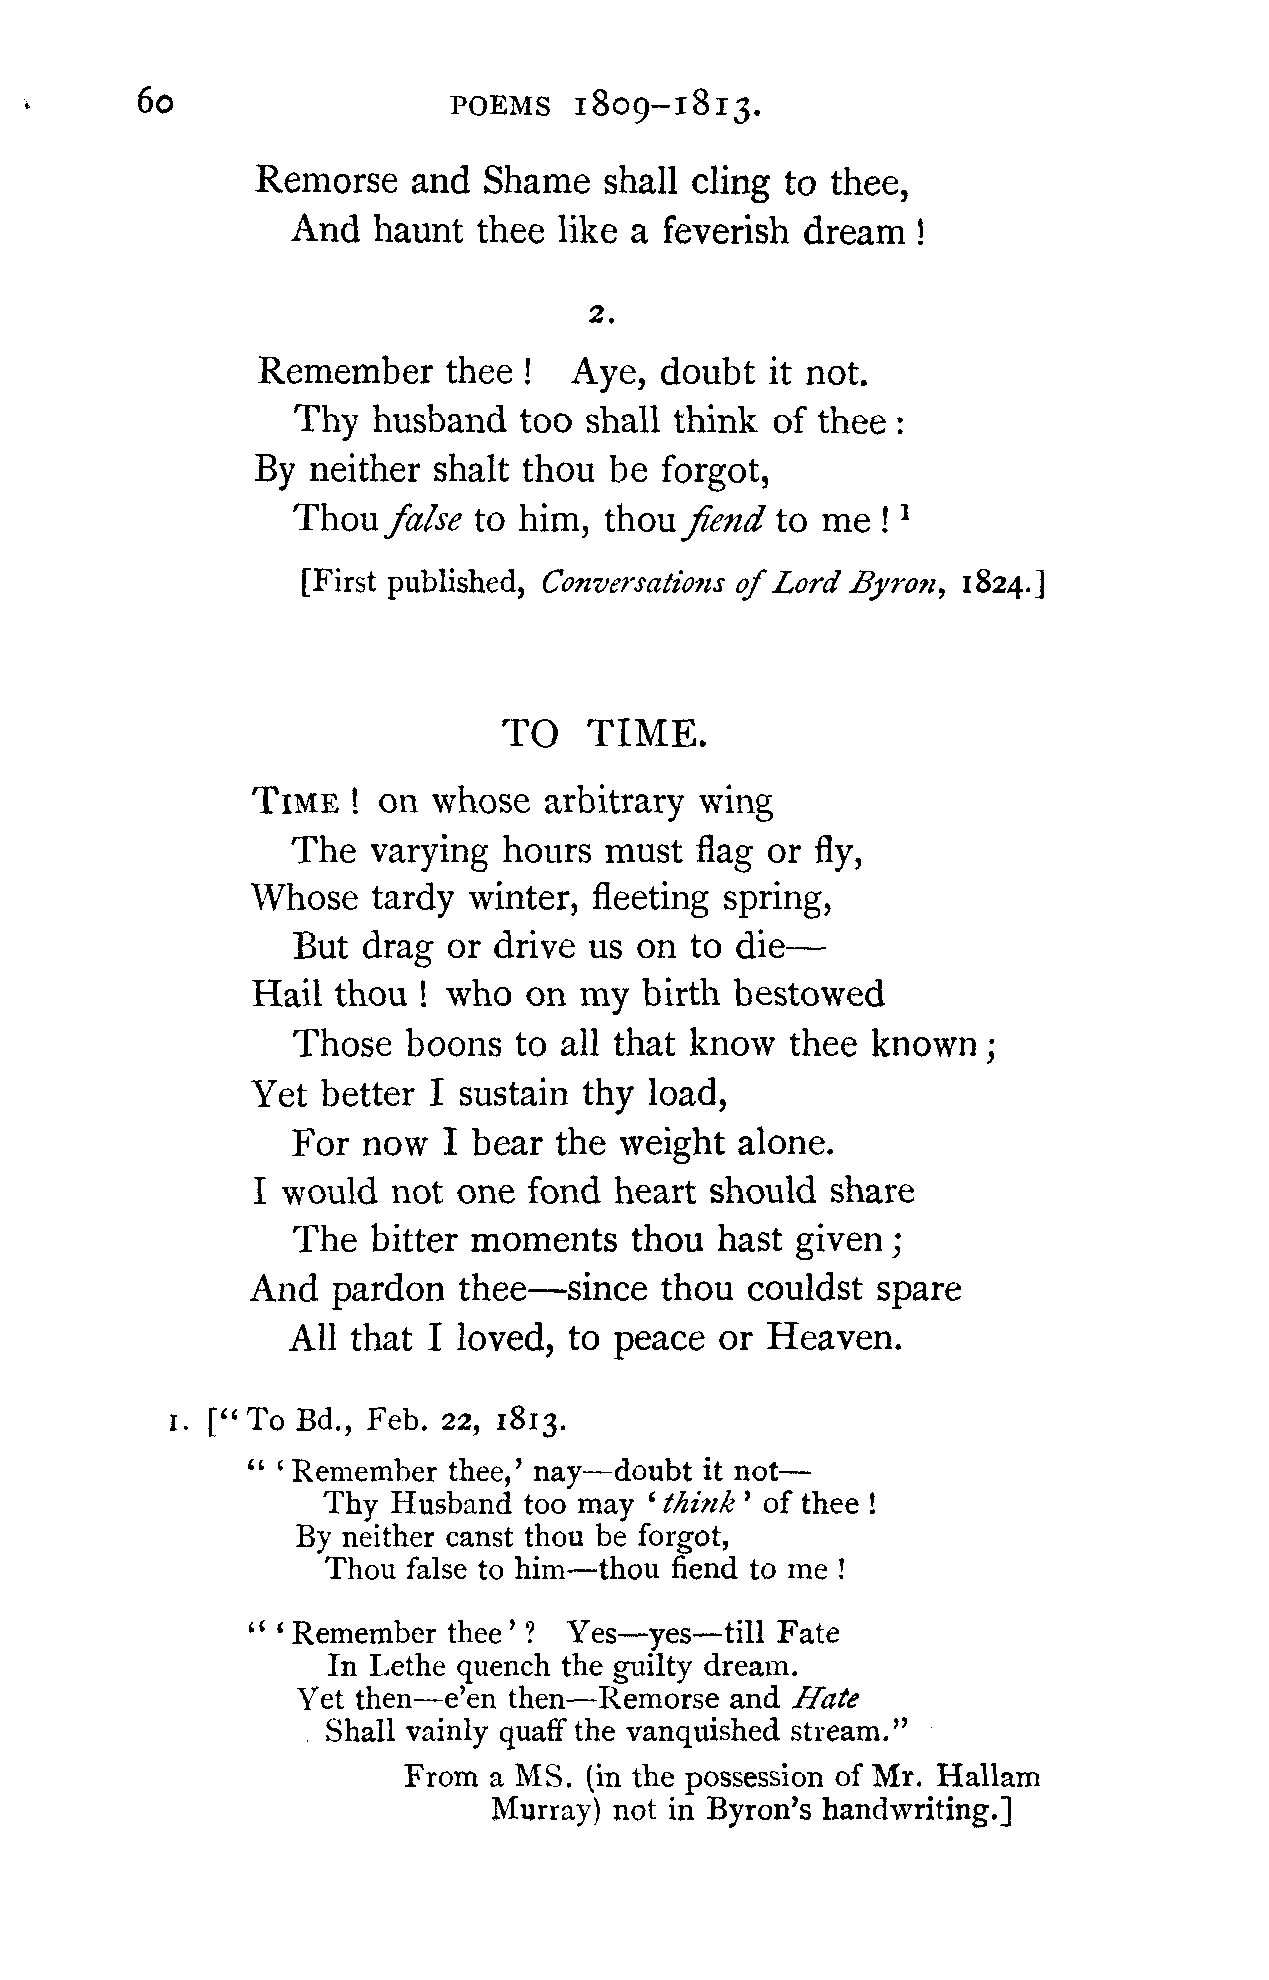 60 POEMS 1809–1813.
Remorse and Shame shall cling to thee,
And haunt thee like a feverish dream !
2.
Remember thee ! Aye, doubt it not.
Thy husband too shall think of thee :
By neither shalt thou be forgot,
Thou false to him, thou fiend to me ! ¹
[First published, Conversations of Lord Byron, 1824.]
TO TIME.
TIME ! on whose arbitrary wing
The varying hours must flag or fly,
Whose tardy winter, fleeting spring,
But drag or drive us on to die—
Hail thou ! who on my birth bestowed
Those boons to all that know thee known ;
Yet better I sustain thy load,
For now I bear the weight alone.
I would not one fond heart should share
The bitter moments thou hast given ;
And pardon thee—since thou couldst spare
All that I loved, to peace or Heaven.
1. [“ To Bd., Feb. 22, 1813.
“ ‘ Remember thee,’ nay—doubt it not—
Thy Husband too may ‘ think ’ of thee !
By neither canst thou be forgot,
Thou false to him—thou fiend to me !
“ ‘ Remember thee ’ ? Yes—yes—till Fate
In Lethe quench the guilty dream.
Yet then—e’en then—Remorse and Hate
Shall vainly quaff the vanquished stream.”
From a MS. (in the possession of Mr. Hallam
Murray) not in Byron’s handwriting.]